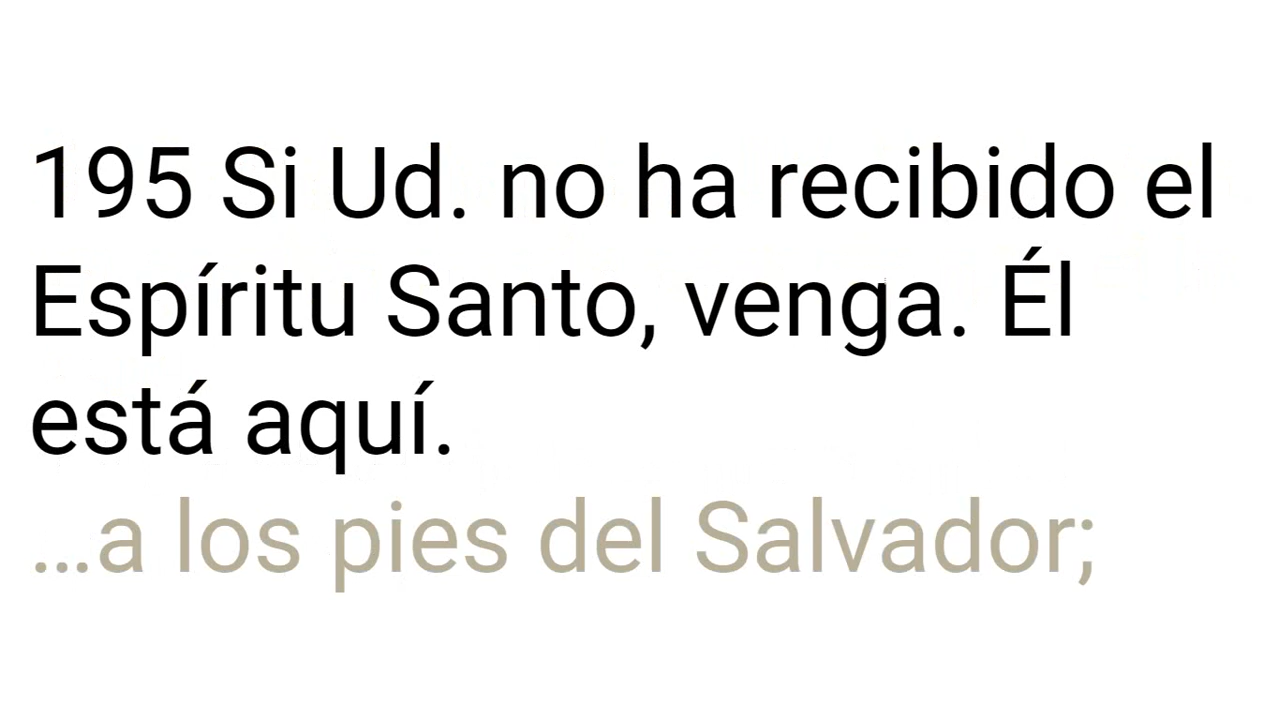 195 Si Ud. no ha recibido el
Espíritu Santo, venga. Él
está aquí.
…a los pies del Salvador;